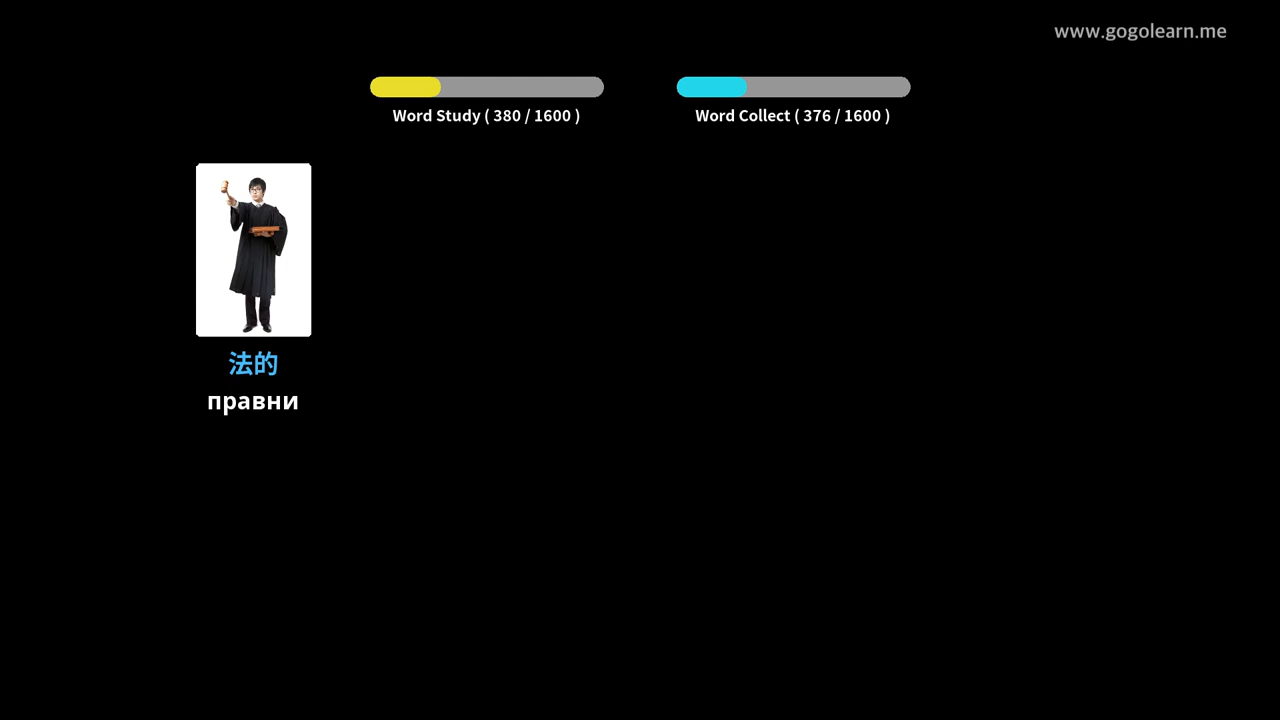 www.gogolearn.me
Word Study ( 380 / 1600 )
Word Collect ( 376 / 1600 )
法的
правни